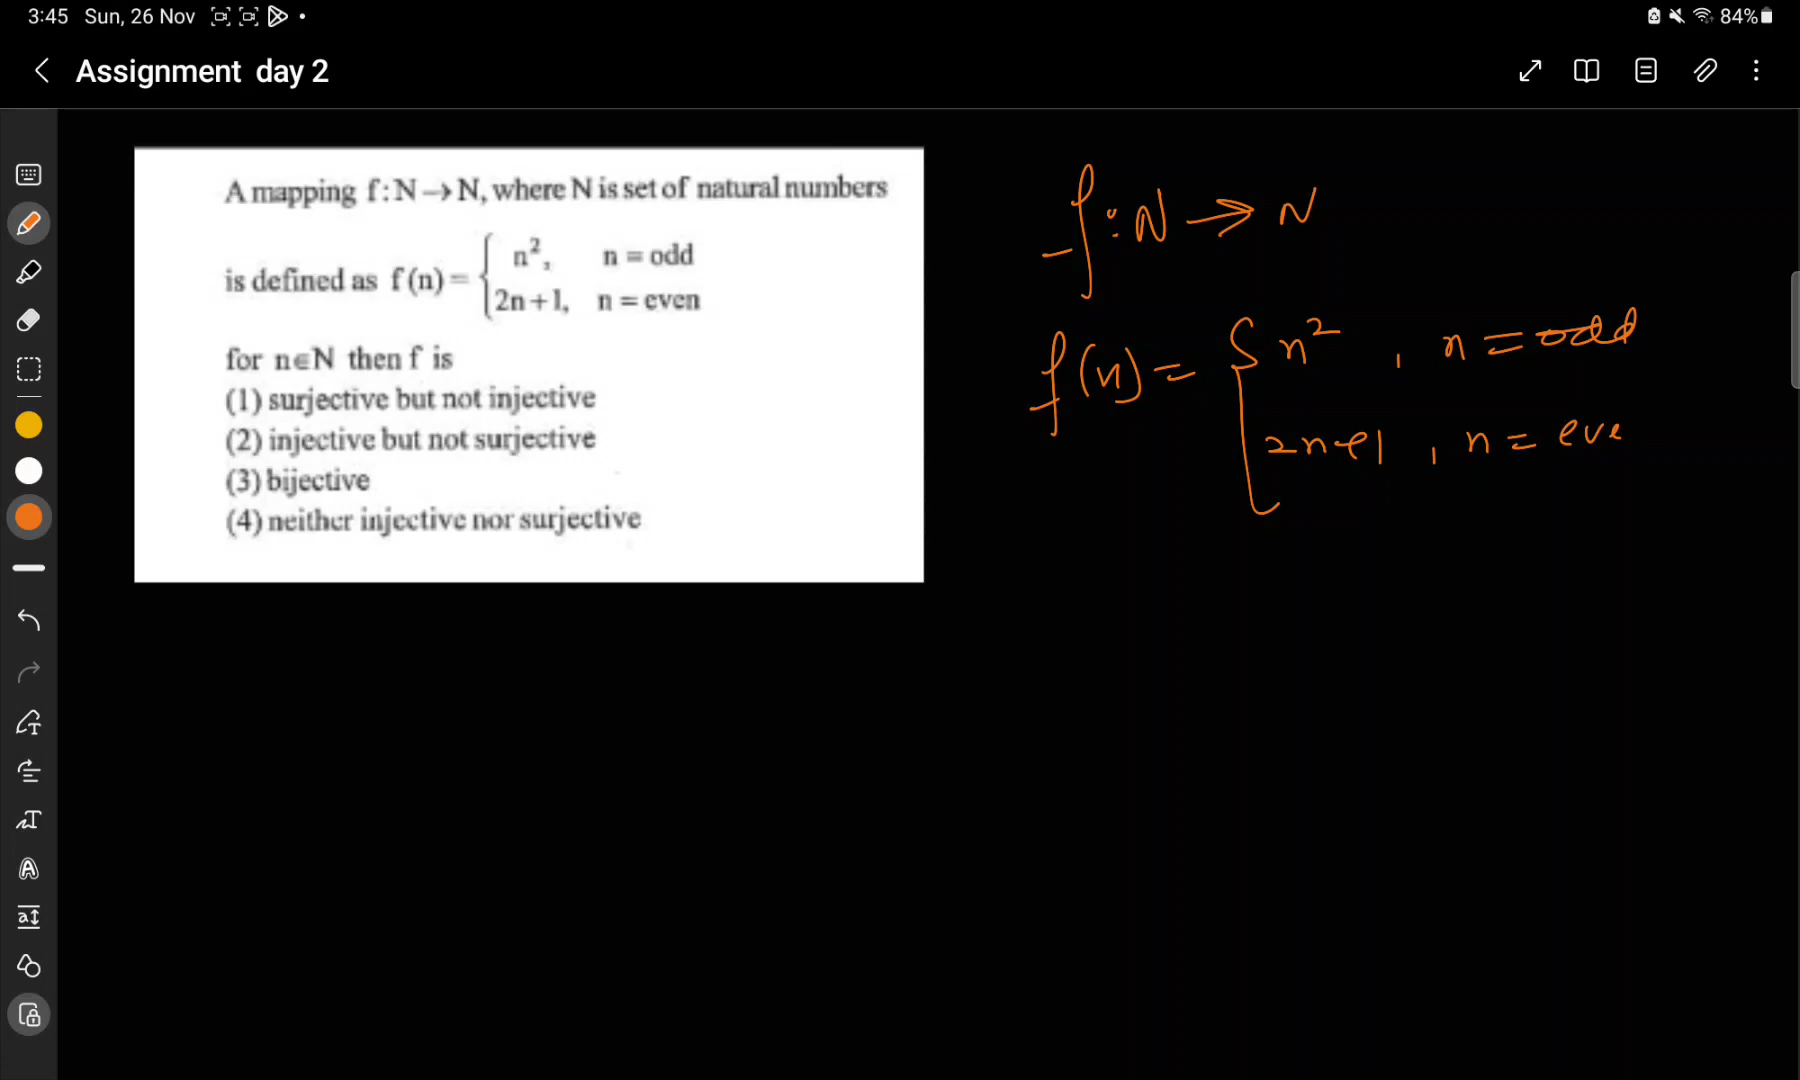 3:45 Sun, 26 Nov
84%
Assignment day 2
A mapping f : N → N, where N is set of natural numbers
is defined as f (n) = { n², n = odd
2n + 1, n = even
for n∈N then f is
(1) surjective but not injective
(2) injective but not surjective
(3) bijective
(4) neither injective nor surjective
f : N → N
f(n) = { n² , n = odd
2n+1 , n = eve